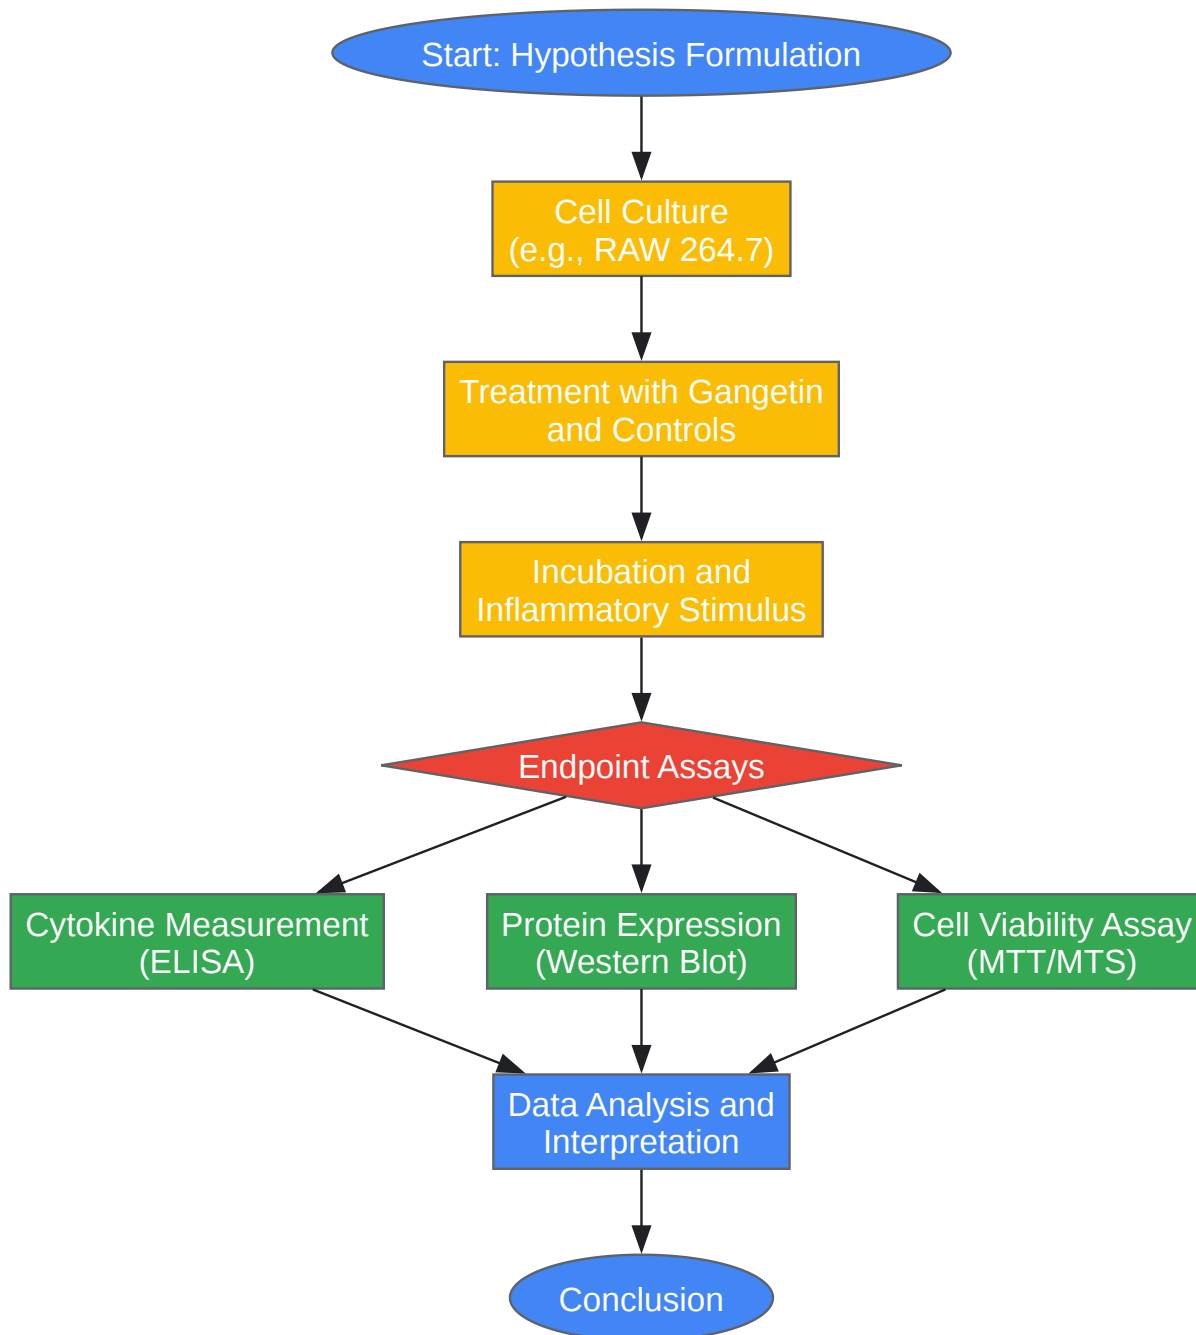 Start: Hypothesis Formulation
Cell Culture
(e.g., RAW 264.7)
Treatment with Gangetin
and Controls
Incubation and
Inflammatory Stimulus
Endpoint Assays
Cytokine Measurement
(ELISA)
Protein Expression
(Western Blot)
Cell Viability Assay
(MTT/MTS)
Data Analysis and
Interpretation
Conclusion